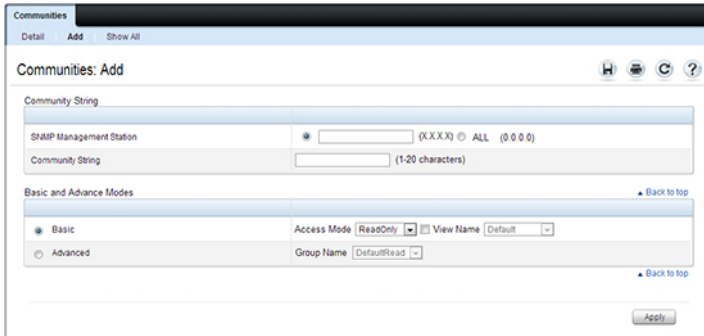 Communities
Detail Add Show All
Communities: Add
Community String
SNMP Management Station (X.X.X.X) ALL (0.0.0.0)
Community String (1-20 characters)
Basic and Advance Modes Back to top
Basic Access Mode ReadOnly View Name Default
Advanced Group Name DefaultRead
Back to top
Apply